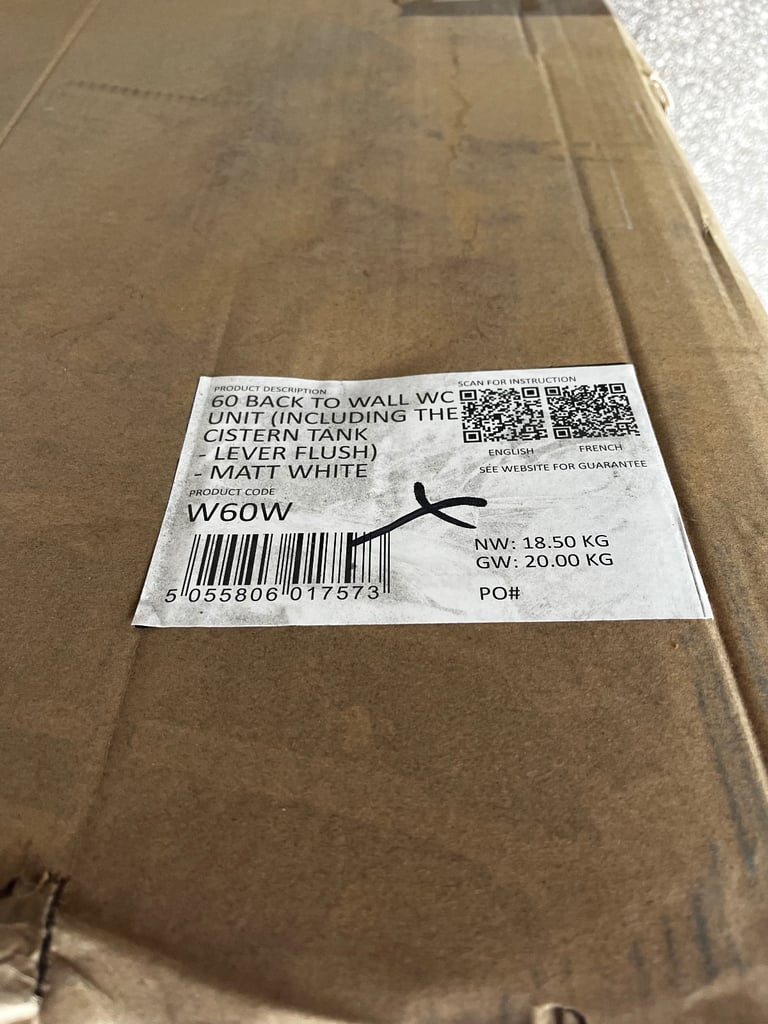 PRODUCT DESCRIPTION
60 BACK TO WALL WC
UNIT (INCLUDING THE
CISTERN TANK
- LEVER FLUSH)
- MATT WHITE
PRODUCT CODE
W60W
5 055806 017573
SCAN FOR INSTRUCTION
ENGLISH FRENCH
SEE WEBSITE FOR GUARANTEE
NW: 18.50 KG
GW: 20.00 KG
PO#